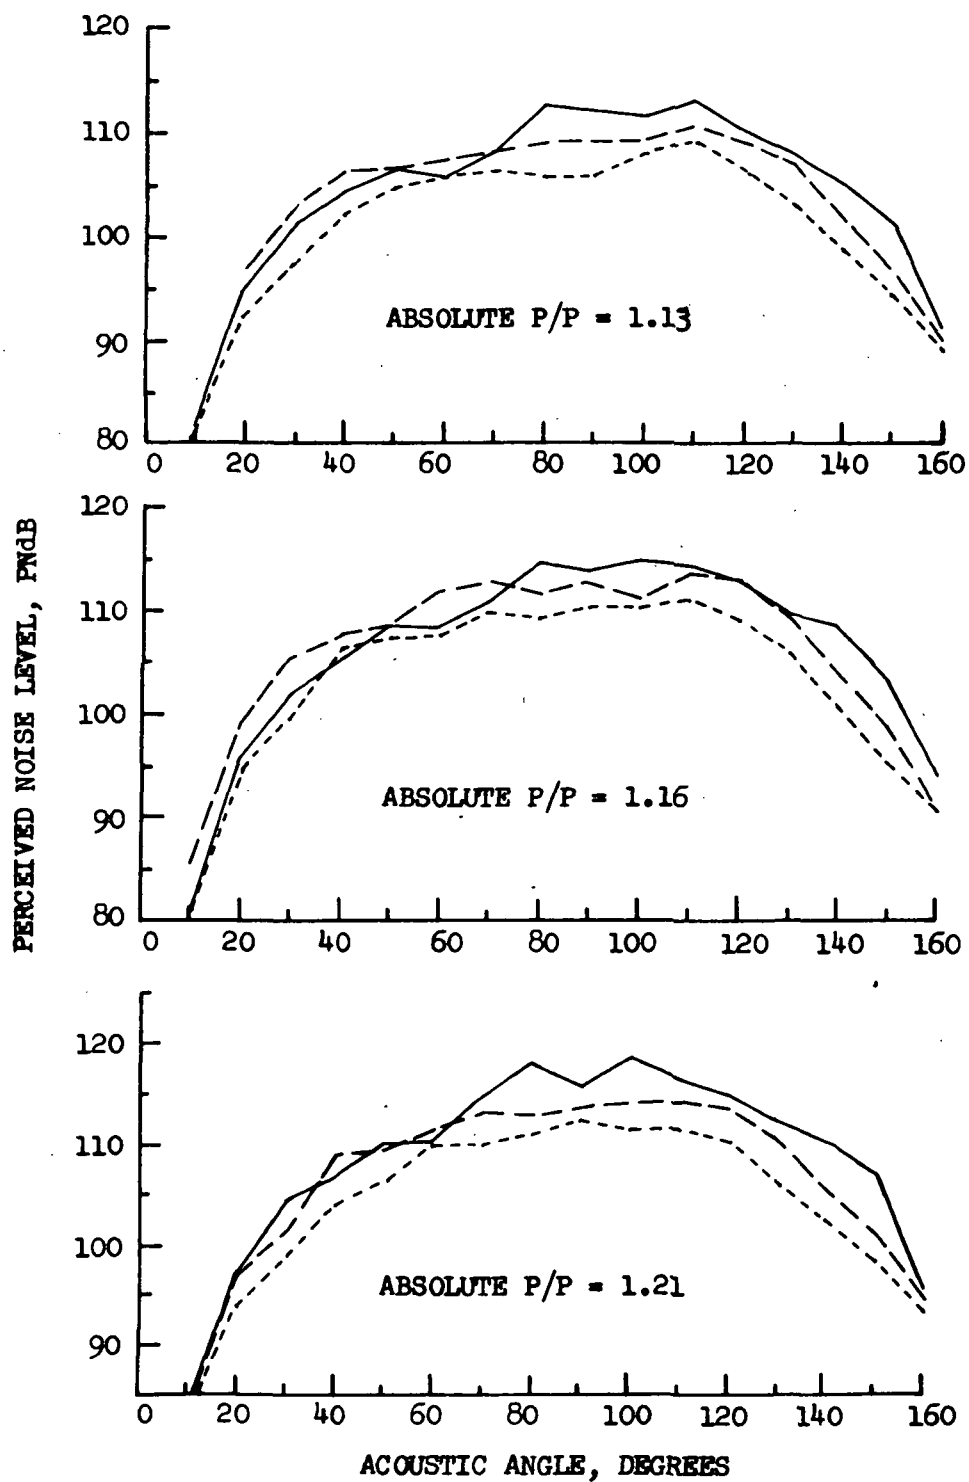 120
110
100
90
80
ABSOLUTE P/P = 1.13
0 20 40 60 80 100 120 140 160
PERCEIVED NOISE LEVEL, PNdB
120
110
100
90
80
ABSOLUTE P/P = 1.16
0 20 40 60 80 100 120 140 160
120
110
100
90
ABSOLUTE P/P = 1.21
0 20 40 60 80 100 120 140 160
ACOUSTIC ANGLE, DEGREES